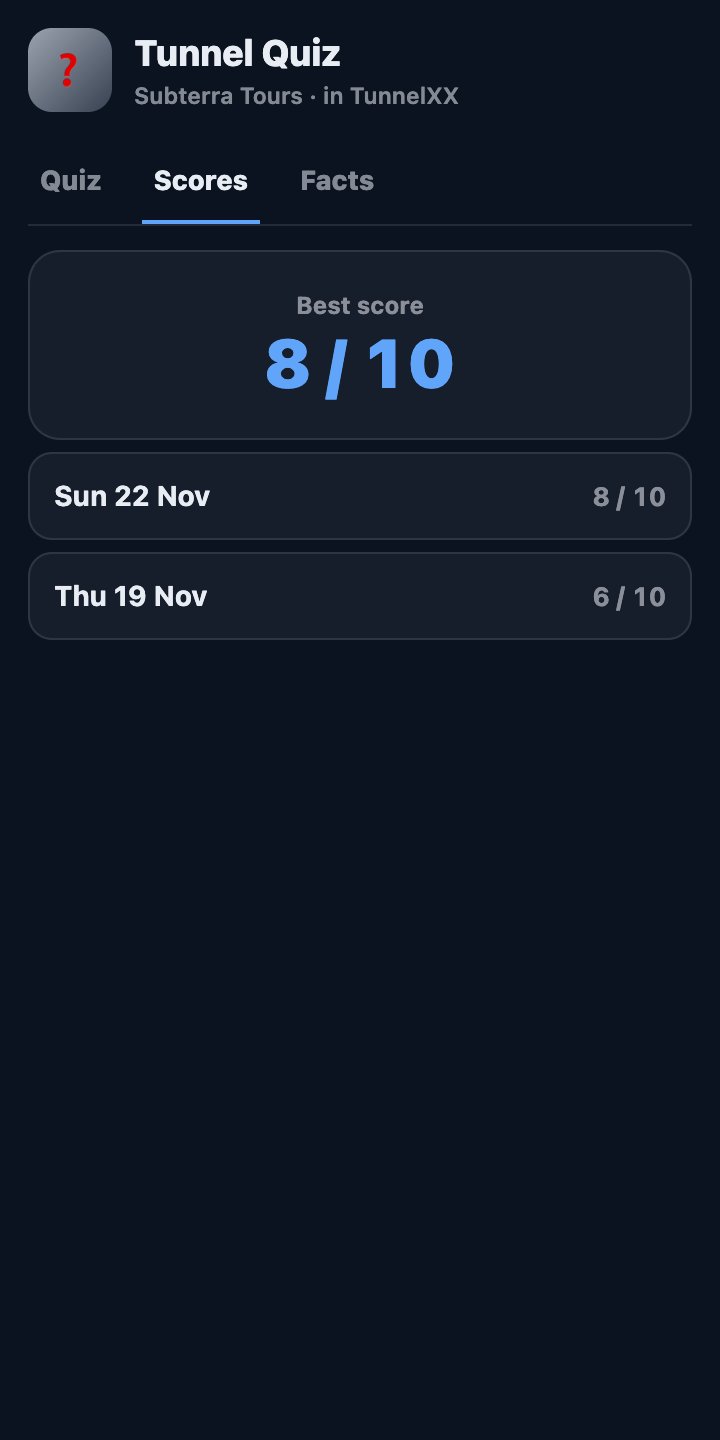 ❓
Tunnel Quiz
Subterra Tours · in TunnelXX
Quiz Scores Facts
Best score
8 / 10
Sun 22 Nov 8 / 10
Thu 19 Nov 6 / 10